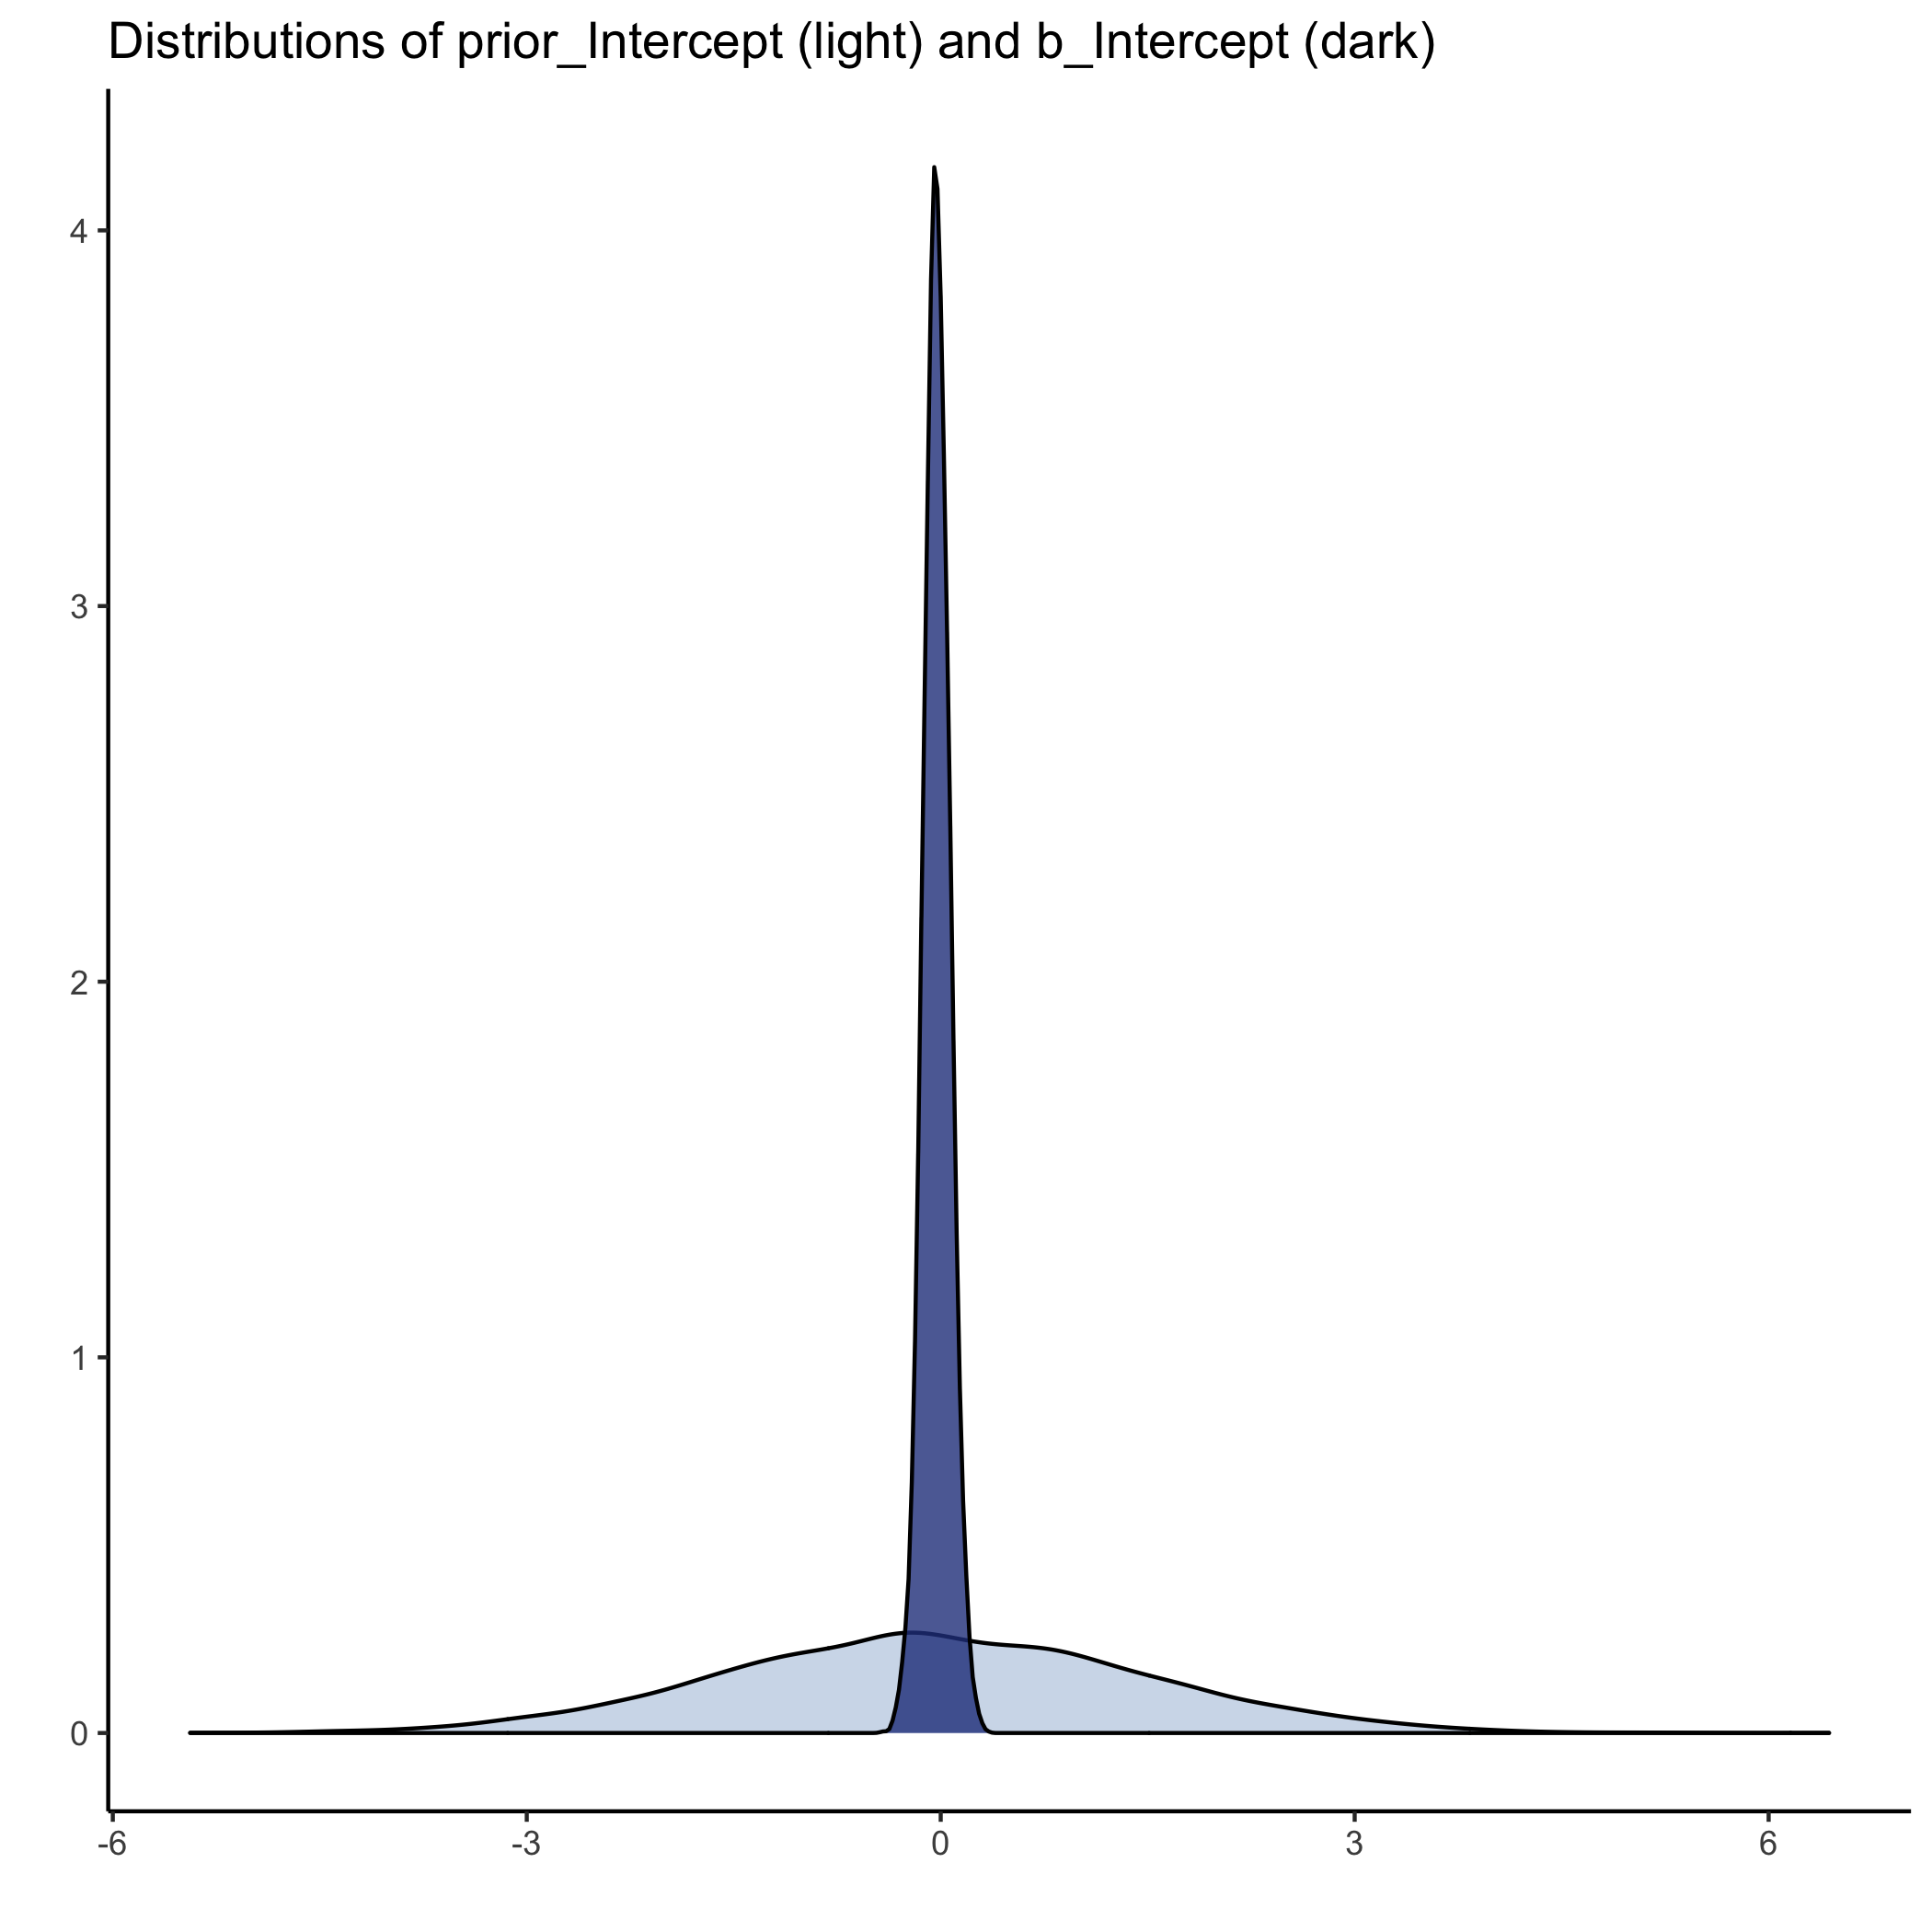 Distributions of prior_Intercept (light) and b_Intercept (dark)
4
3
2
1
0
-6 -3 0 3 6